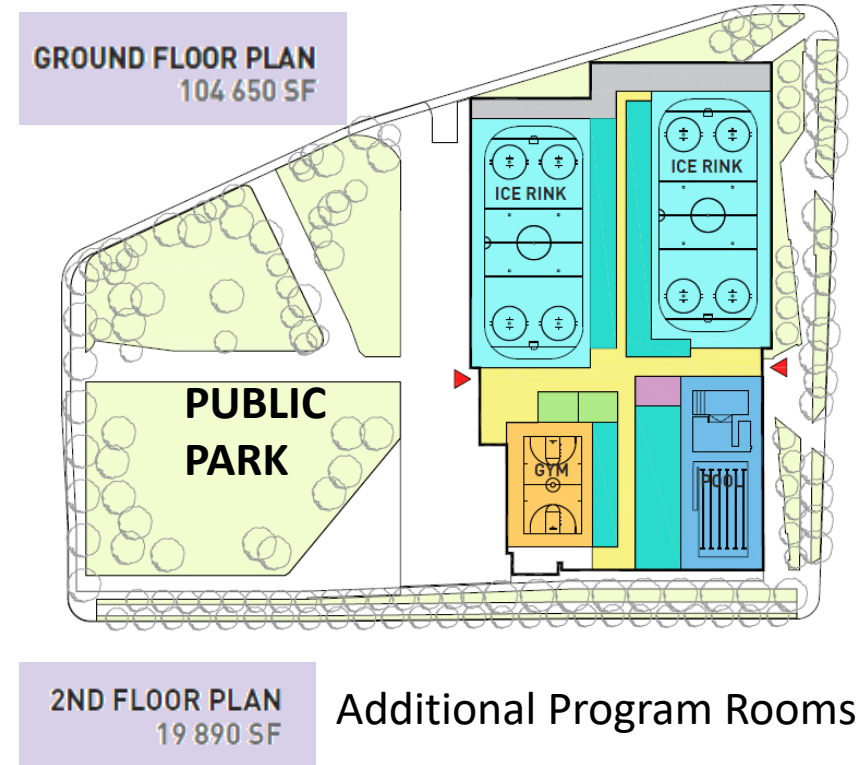 GROUND FLOOR PLAN
104 650 SF
ICE RINK
ICE RINK
PUBLIC
PARK
GYM
POOL
2ND FLOOR PLAN
19 890 SF
Additional Program Rooms